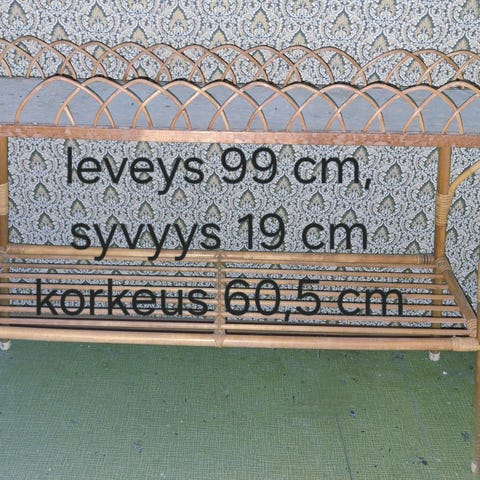 leveys 99 cm,
syvyys 19 cm
korkeus 60,5 cm